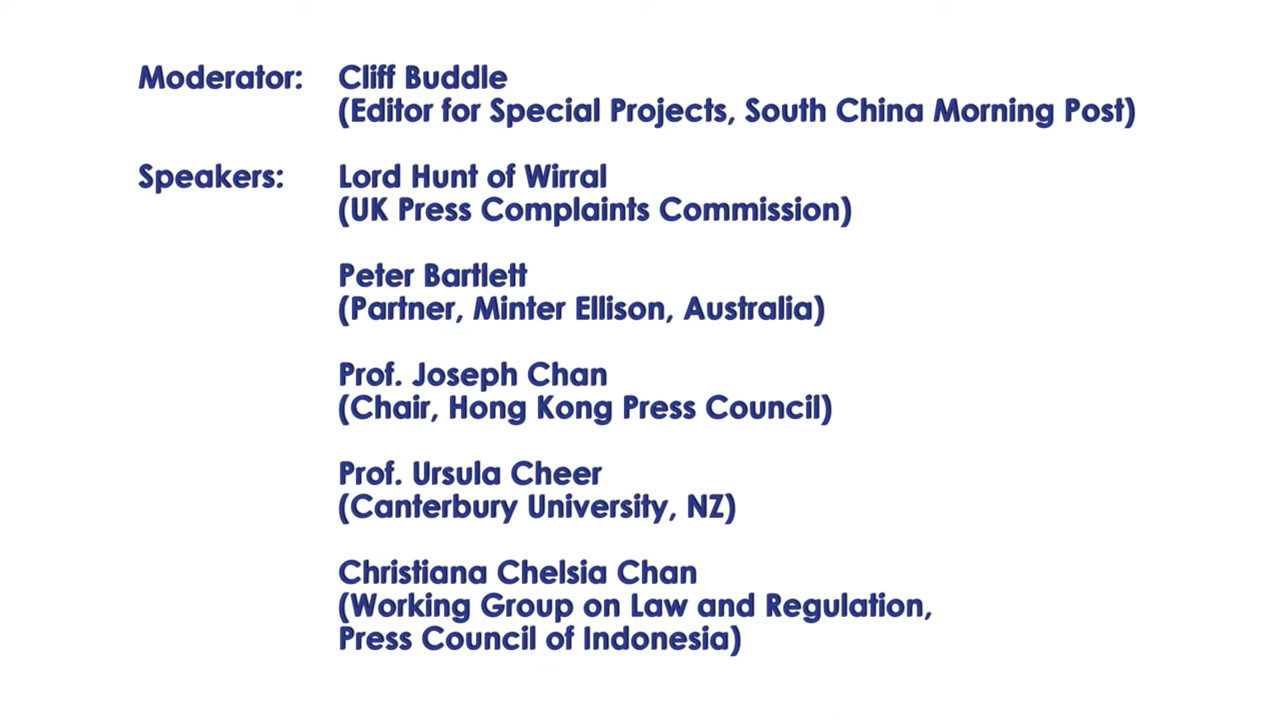 Moderator: Cliff Buddle
(Editor for Special Projects, South China Morning Post)
Speakers: Lord Hunt of Wirral
(UK Press Complaints Commission)
Peter Bartlett
(Partner, Minter Ellison, Australia)
Prof. Joseph Chan
(Chair, Hong Kong Press Council)
Prof. Ursula Cheer
(Canterbury University, NZ)
Christiana Chelsia Chan
(Working Group on Law and Regulation,
Press Council of Indonesia)